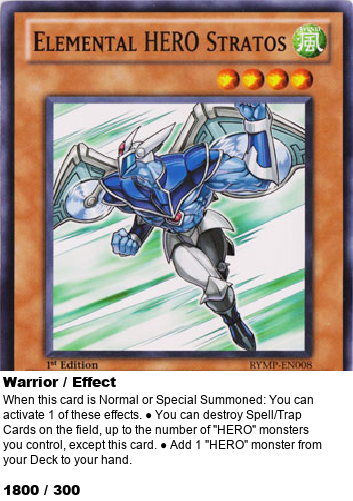 ELEMENTAL HERO STRATOS
風
1st Edition RYMP-EN008
Warrior / Effect
When this card is Normal or Special Summoned: You can
activate 1 of these effects. ● You can destroy Spell/Trap
Cards on the field, up to the number of "HERO" monsters
you control, except this card. ● Add 1 "HERO" monster from
your Deck to your hand.
1800 / 300